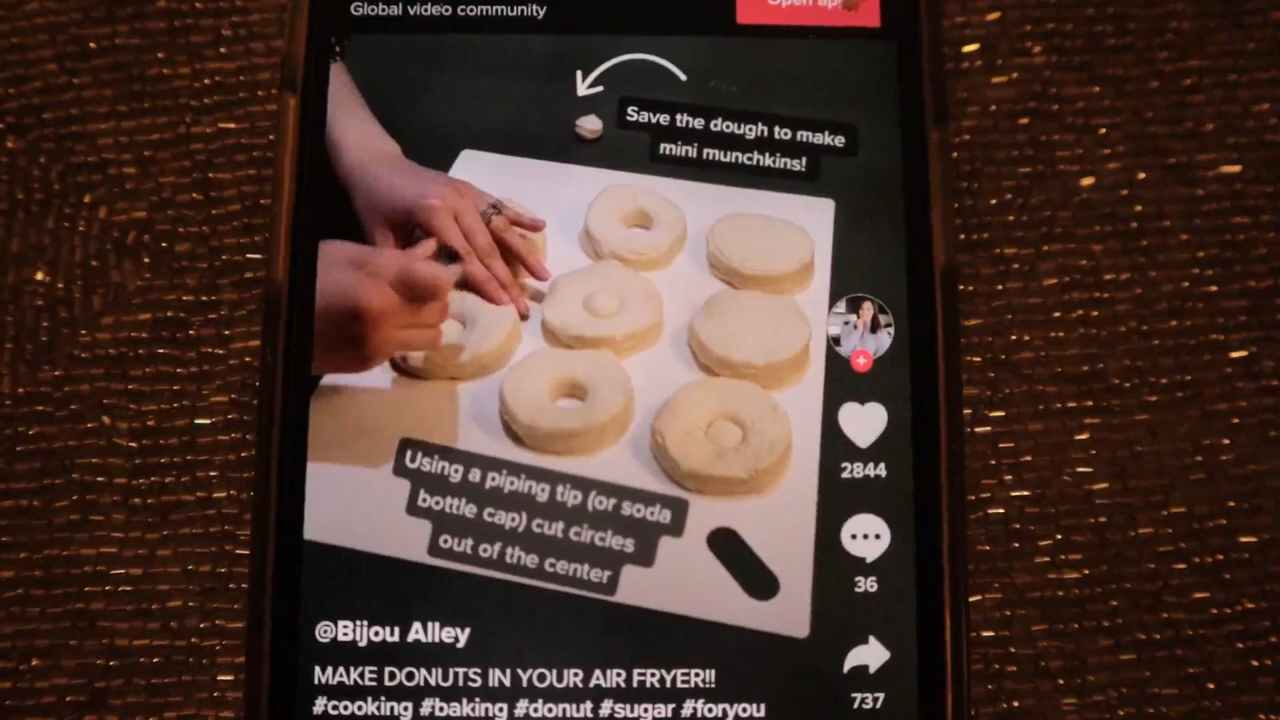 Global video community
Open app
Save the dough to make
mini munchkins!
Using a piping tip (or soda
bottle cap) cut circles
out of the center
2844
36
737
@Bijou Alley
MAKE DONUTS IN YOUR AIR FRYER!!
#cooking #baking #donut #sugar #foryou